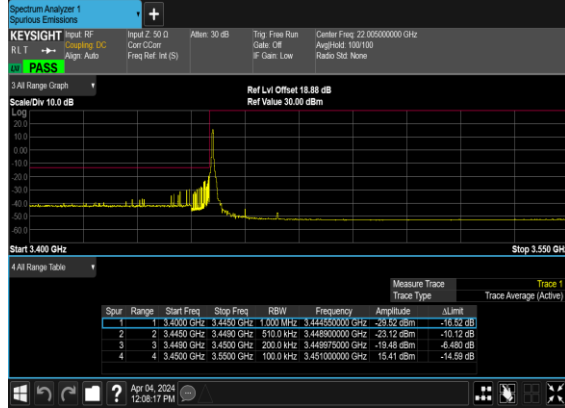 Spectrum Analyzer 1
Spurious Emissions
+
KEYSIGHT Input: RF Input Z: 50 Ω Atten: 30 dB Trig: Free Run Center Freq: 22.005000000 GHz
RLT Coupling: DC Corr CCorr Gate: Off Avg|Hold: 100/100
Align: Auto Freq Ref: Int (S) IF Gain: Low Radio Std: None
PASS
3 All Range Graph Ref Lvl Offset 18.88 dB
Scale/Div 10.0 dB Ref Value 30.00 dBm
Log
20.0
10.0
0.00
-10.0
-20.0
-30.0
-40.0
-50.0
-60.0
Start 3.400 GHz Stop 3.550 GH
4 All Range Table
Measure Trace Trace 1
Trace Type Trace Average (Active)
Spur Range Start Freq Stop Freq RBW Frequency Amplitude ΔLimit
1 1 3.4000 GHz 3.4450 GHz 1.000 MHz 3.444550000 GHz -29.52 dBm -16.52 dB
2 2 3.4450 GHz 3.4490 GHz 510.0 kHz 3.448900000 GHz -23.12 dBm -10.12 dB
3 3 3.4490 GHz 3.4500 GHz 200.0 kHz 3.449975000 GHz -19.48 dBm -6.480 dB
4 4 3.4500 GHz 3.5500 GHz 100.0 kHz 3.451000000 GHz 15.41 dBm -14.59 dB
? Apr 04, 2024
12:08:17 PM